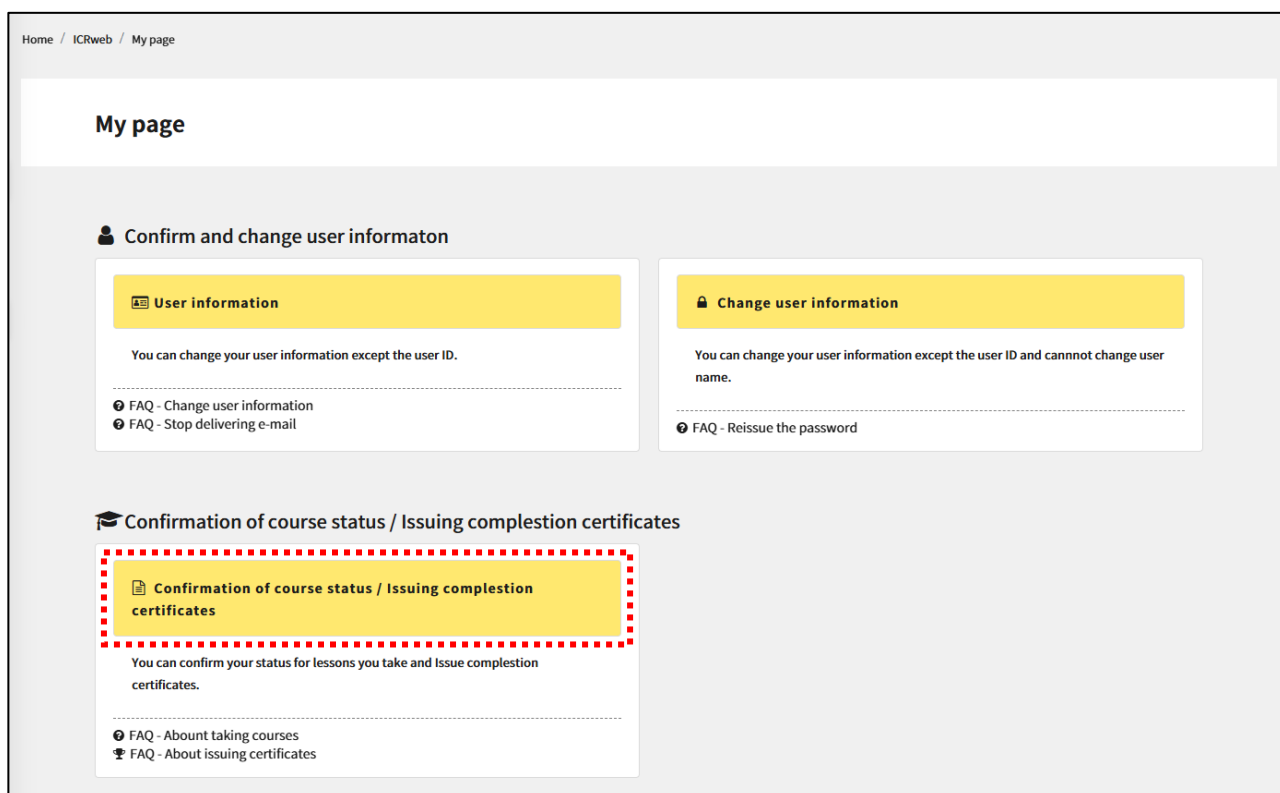 Home / ICRweb / My page
My page
Confirm and change user informaton
User information
You can change your user information except the user ID.
FAQ - Change user information
FAQ - Stop delivering e-mail
Change user information
You can change your user information except the user ID and cannnot change user
name.
FAQ - Reissue the password
Confirmation of course status / Issuing complestion certificates
Confirmation of course status / Issuing complestion
certificates
You can confirm your status for lessons you take and Issue complestion
certificates.
FAQ - Abount taking courses
FAQ - About issuing certificates